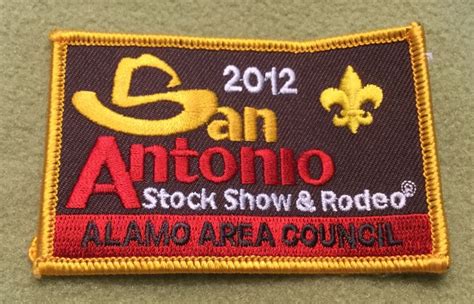 2012
San
Antonio
Stock Show & Rodeo®
ALAMO AREA COUNCIL